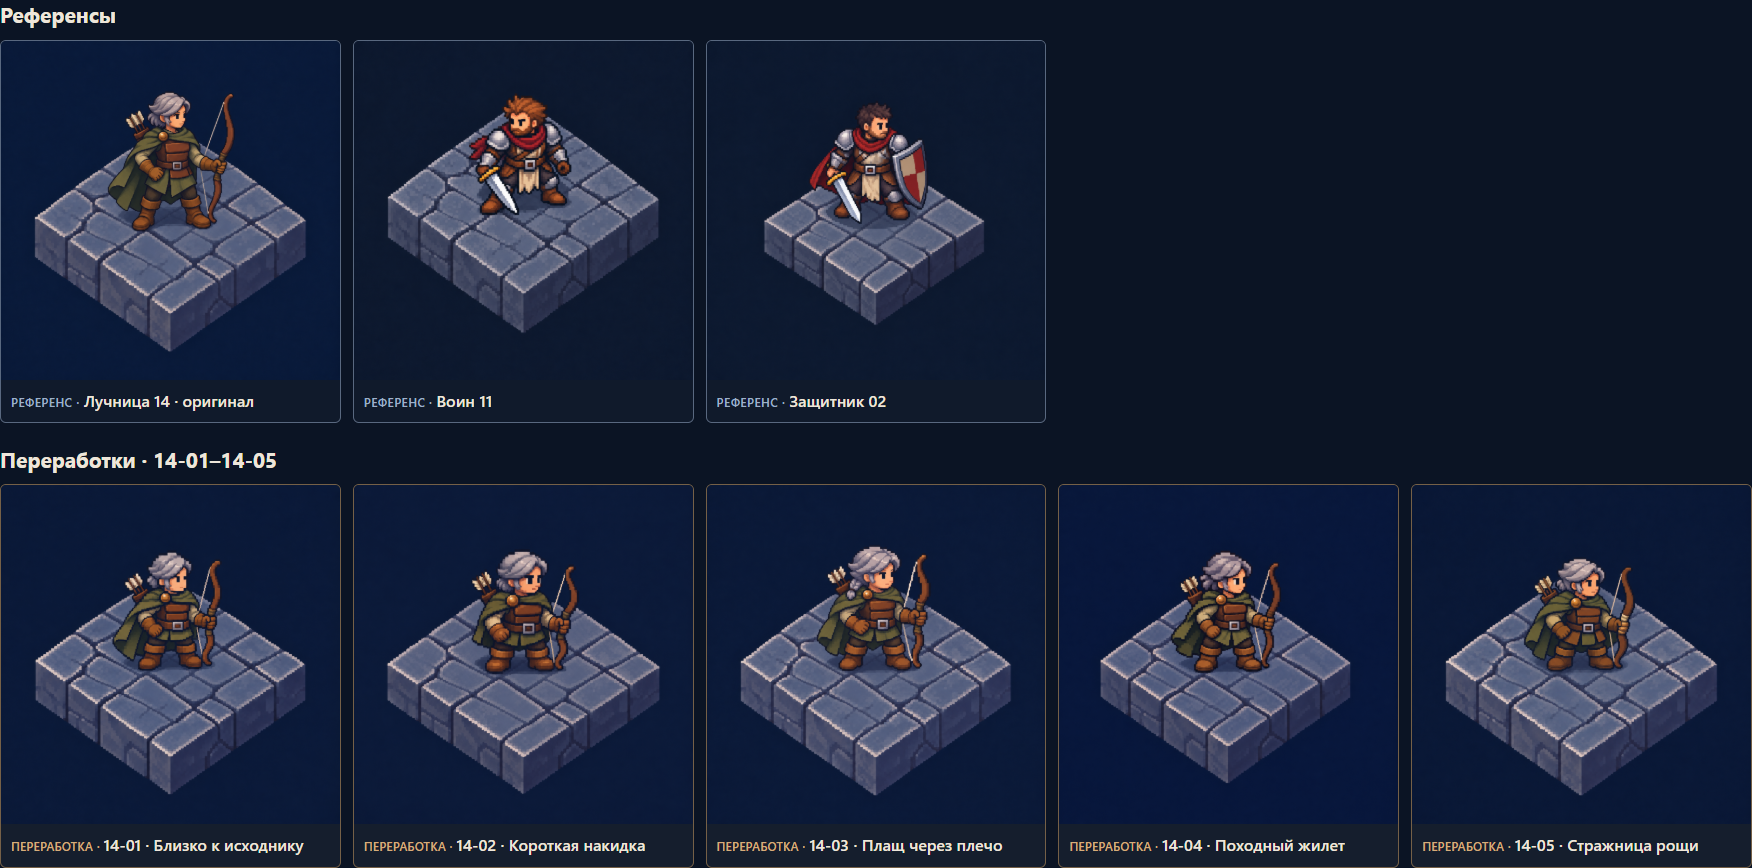 Референсы
РЕФЕРЕНС · Лучница 14 · оригинал
РЕФЕРЕНС · Воин 11
РЕФЕРЕНС · Защитник 02
Переработки · 14-01–14-05
ПЕРЕРАБОТКА · 14-01 · Близко к исходнику
ПЕРЕРАБОТКА · 14-02 · Короткая накидка
ПЕРЕРАБОТКА · 14-03 · Плащ через плечо
ПЕРЕРАБОТКА · 14-04 · Походный жилет
ПЕРЕРАБОТКА · 14-05 · Стражница рощи